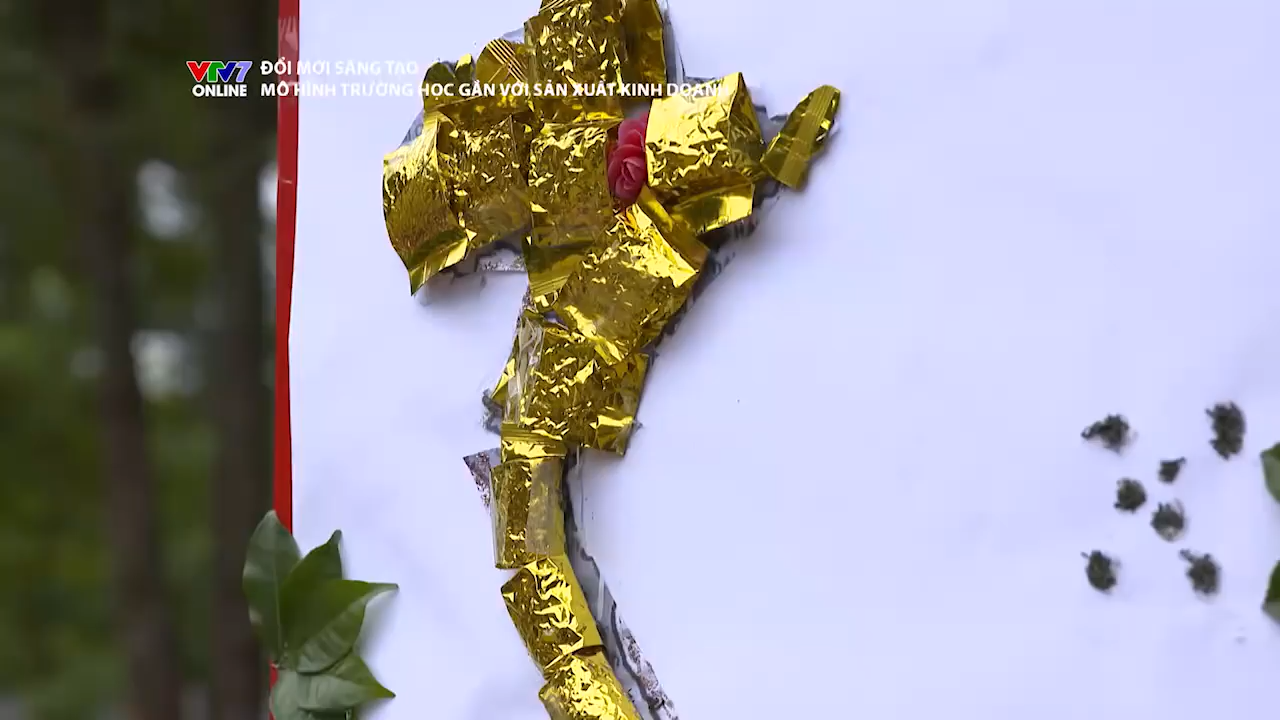 VTV7
ONLINE
ĐỔI MỚI SÁNG TẠO
MÔ HÌNH TRƯỜNG HỌC GẮN VỚI SẢN XUẤT KINH DOANH